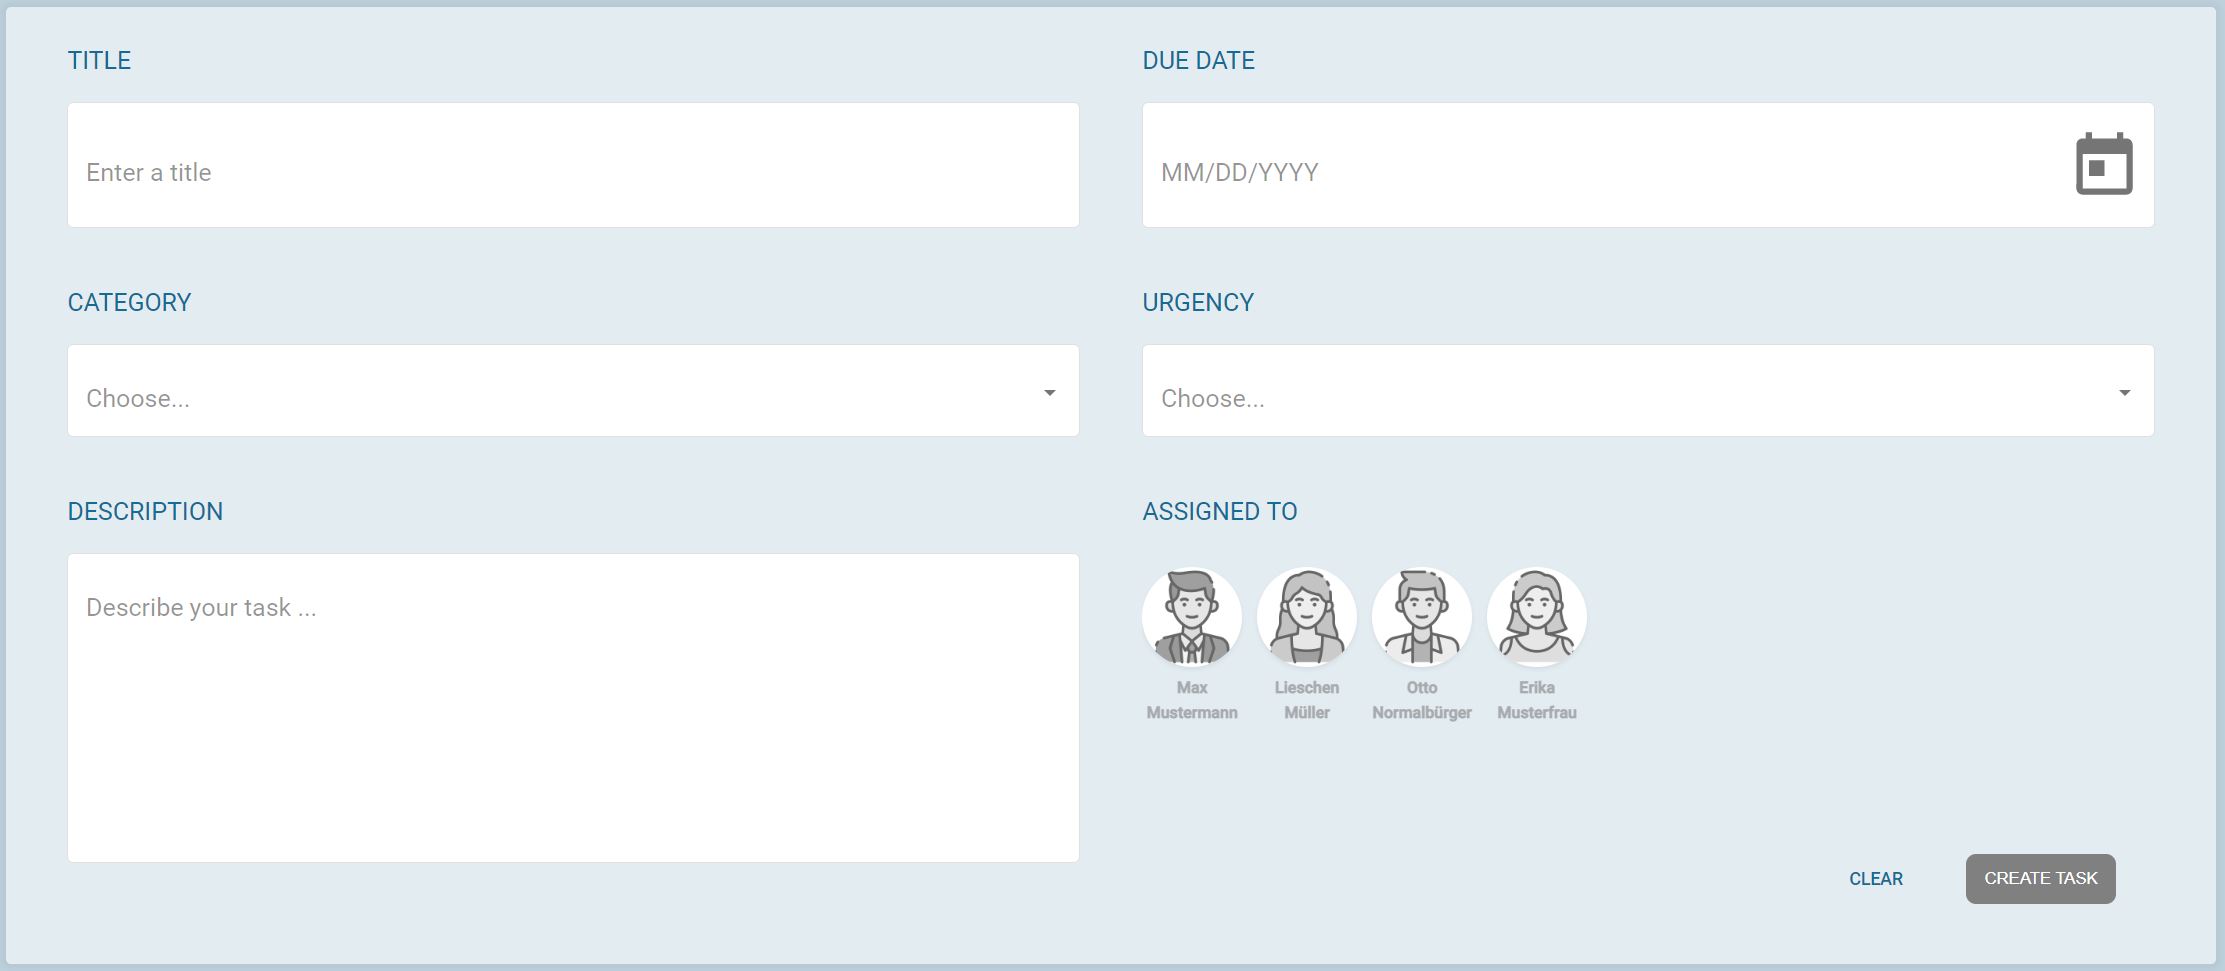 TITLE
Enter a title
DUE DATE
MM/DD/YYYY
CATEGORY
Choose...
URGENCY
Choose...
DESCRIPTION
Describe your task ...
ASSIGNED TO
Max
Mustermann
Lieschen
Müller
Otto
Normalbürger
Erika
Musterfrau
CLEAR
CREATE TASK